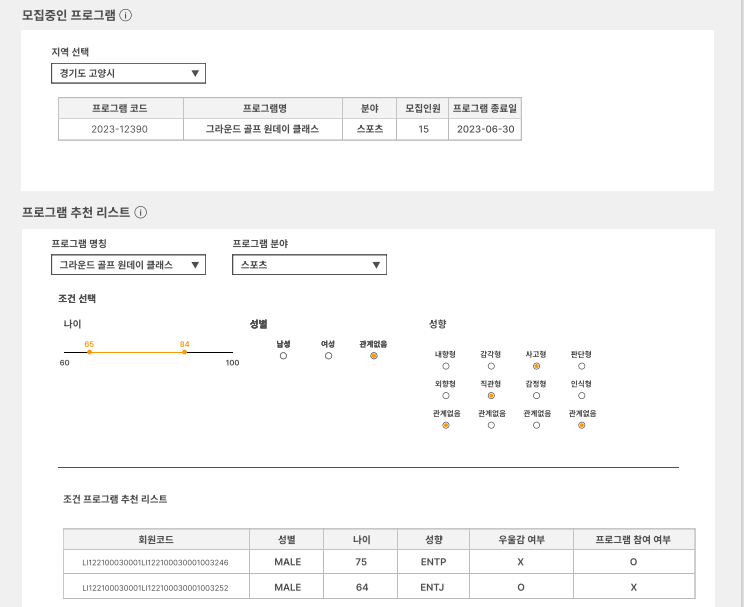 모집중인 프로그램 ⓘ
지역 선택
경기도 고양시 ▼
프로그램 코드 프로그램명 분야 모집인원 프로그램 종료일
2023-12390 그라운드 골프 원데이 클래스 스포츠 15 2023-06-30
프로그램 추천 리스트 ⓘ
프로그램 명칭 프로그램 분야
그라운드 골프 원데이 클래스 ▼ 스포츠 ▼
조건 선택
나이 성별 성향
65 84 남성 여성 관계없음
60 100
내향형 감각형 사고형 판단형
외향형 직관형 감정형 인식형
관계없음 관계없음 관계없음 관계없음
조건 프로그램 추천 리스트
회원코드 성별 나이 성향 우울감 여부 프로그램 참여 여부
LI122100030001LI122100030001003246 MALE 75 ENTP X O
LI122100030001LI122100030001003252 MALE 64 ENTJ O X